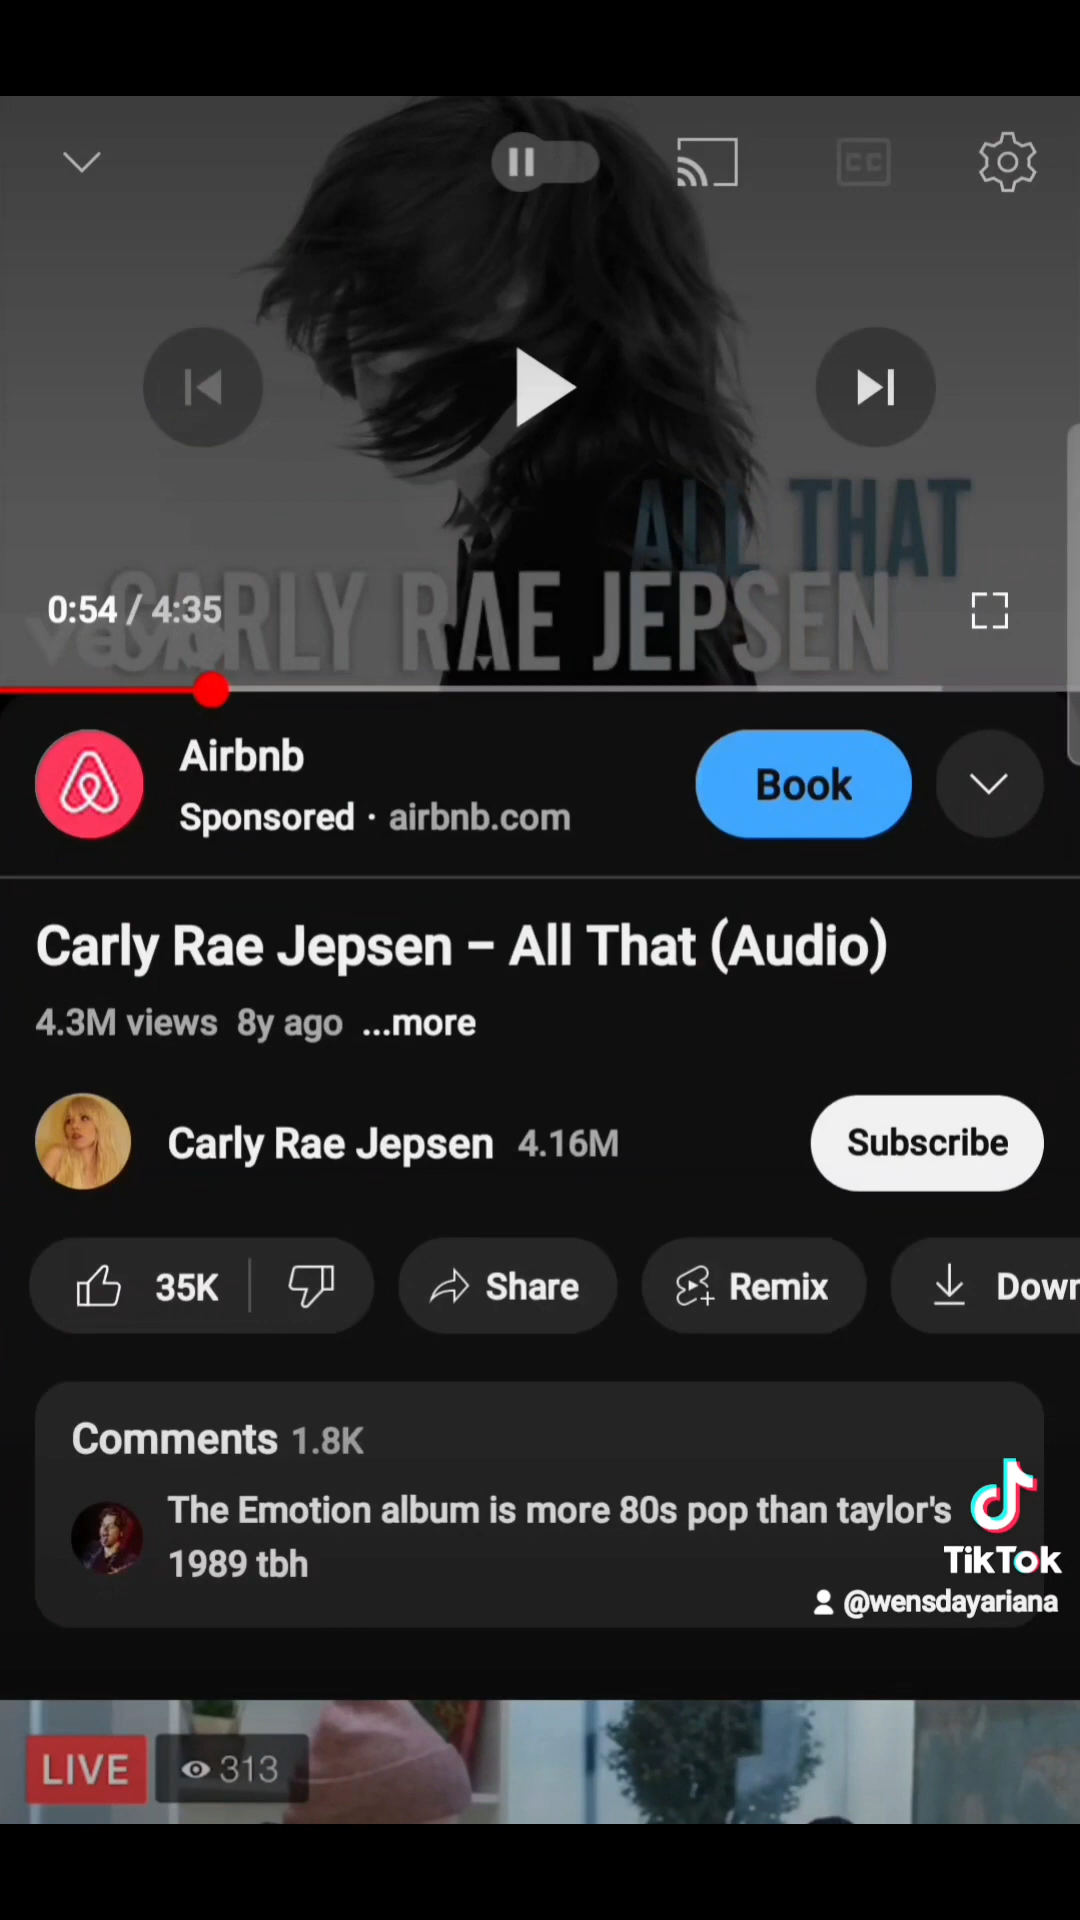 CC
ALL THAT
CARLY RAE JEPSEN
vevo
0:54 / 4:35
Airbnb
Sponsored · airbnb.com
Book
Carly Rae Jepsen – All That (Audio)
4.3M views 8y ago ...more
Carly Rae Jepsen 4.16M
Subscribe
35K
Share
Remix
Down
Comments 1.8K
The Emotion album is more 80s pop than taylor's
1989 tbh
TikTok
@wensdayariana
LIVE
313